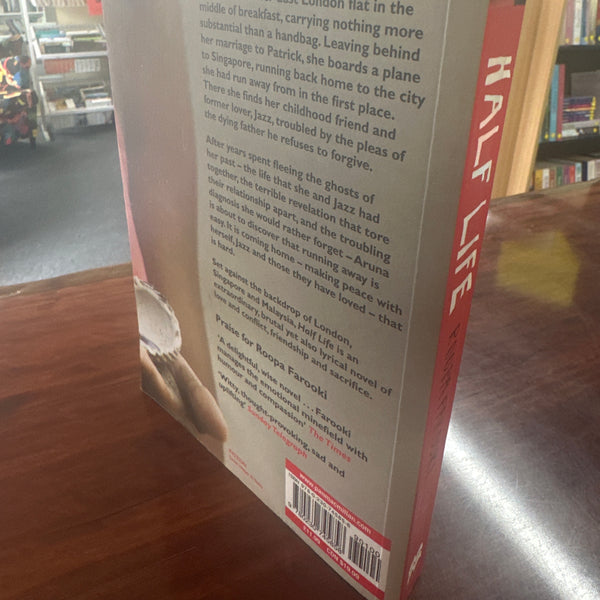 East London flat in the
middle of breakfast, carrying nothing more
substantial than a handbag. Leaving behind
her marriage to Patrick, she boards a plane
to Singapore, running back home to the city
she had run away from in the first place.
There she finds her childhood friend and
former lover, Jazz, troubled by the pleas of
the dying father he refuses to forgive.
After years spent fleeing the ghosts of
her past – the life that she and Jazz had
together, the terrible revelation that tore
their relationship apart, and the troubling
diagnosis she would rather forget – Aruna
is about to discover that running away is
easy. It is coming home – making peace with
herself, Jazz and those they have loved – that
is hard.
Set against the backdrop of London,
Singapore and Malaysia, Half Life is an
extraordinary, brutal yet also lyrical novel of
love and conflict, friendship and sacrifice.
Praise for Roopa Farooki
'A delightful, wise novel . . . Farooki
manages the emotional minefield with
humour and compassion' The Times
'Witty, thought-provoking, sad and
uplifting' Sunday Telegraph
www.panmacmillan.com
HALF LIFE